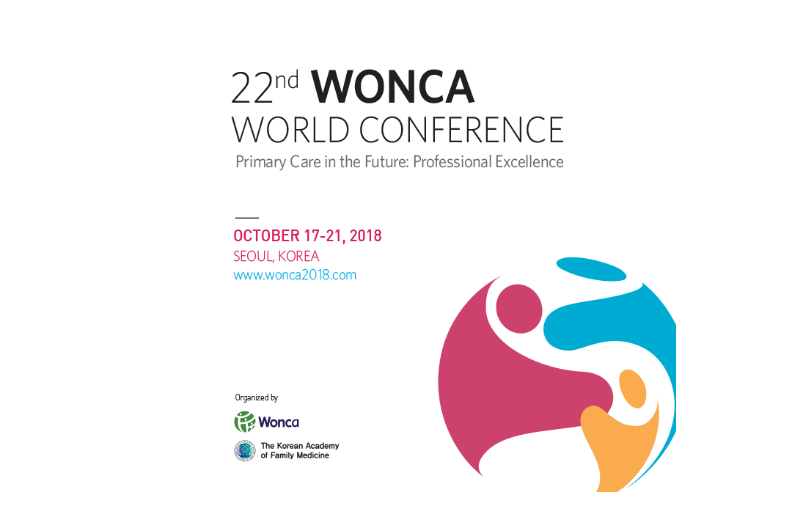 22nd WONCA
WORLD CONFERENCE
Primary Care in the Future: Professional Excellence
OCTOBER 17-21, 2018
SEOUL, KOREA
www.wonca2018.com
Organized by
Wonca
The Korean Academy
of Family Medicine